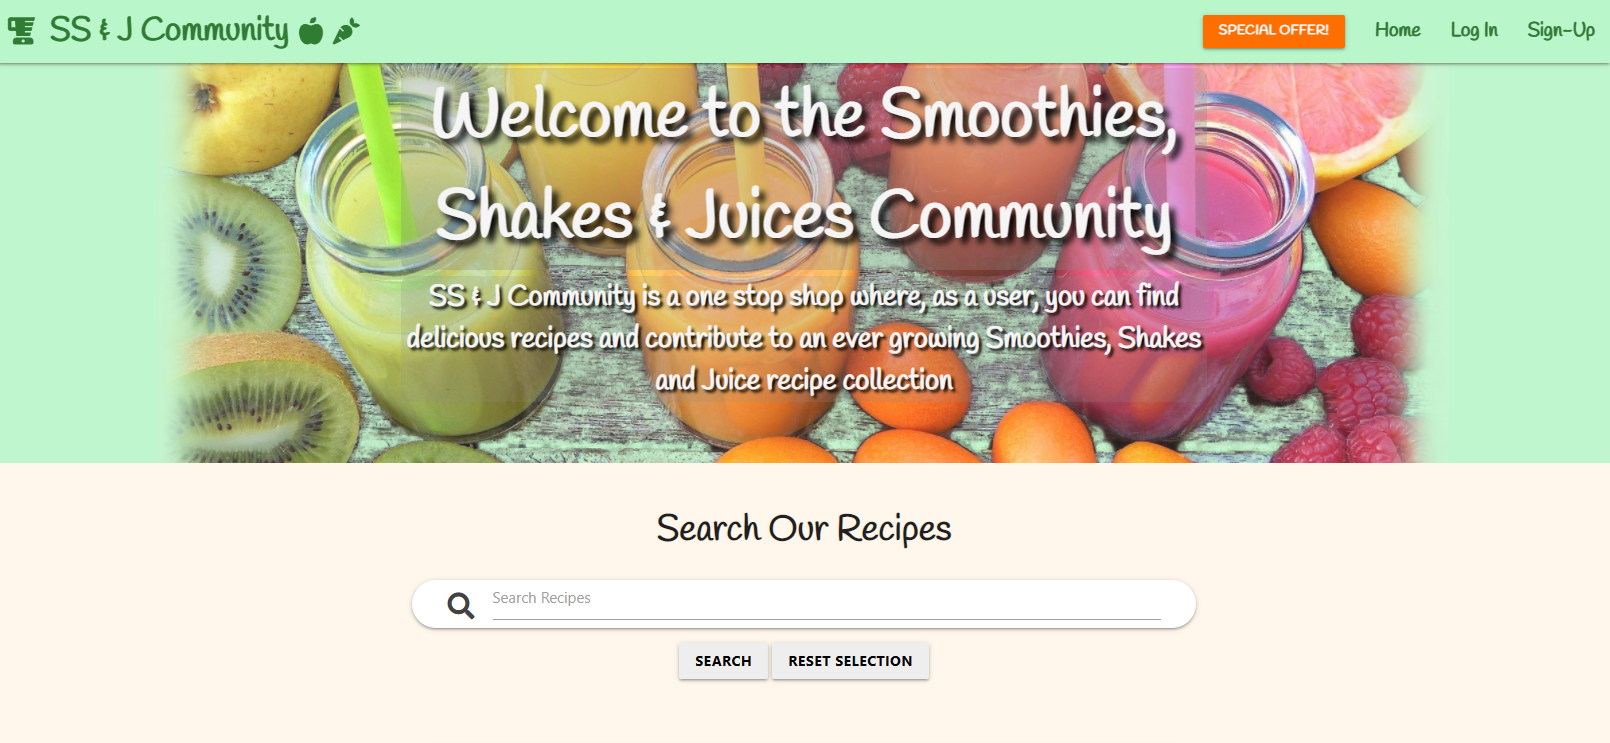 SS & J Community
SPECIAL OFFER!
Home
Log In
Sign-Up
Welcome to the Smoothies,
Shakes & Juices Community
SS & J Community is a one stop shop where, as a user, you can find
delicious recipes and contribute to an ever growing Smoothies, Shakes
and Juice recipe collection
Search Our Recipes
Search Recipes
SEARCH
RESET SELECTION